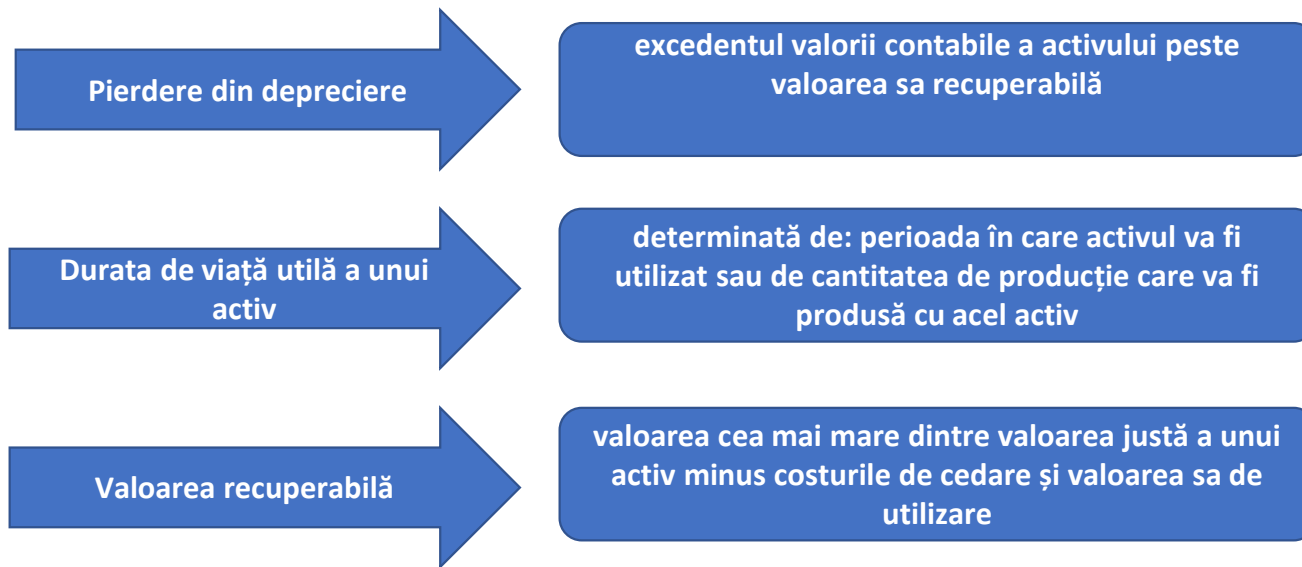 Pierdere din depreciere
excedentul valorii contabile a activului peste
valoarea sa recuperabilă
Durata de viață utilă a unui
activ
determinată de: perioada în care activul va fi
utilizat sau de cantitatea de producție care va fi
produsă cu acel activ
Valoarea recuperabilă
valoarea cea mai mare dintre valoarea justă a unui
activ minus costurile de cedare și valoarea sa de
utilizare